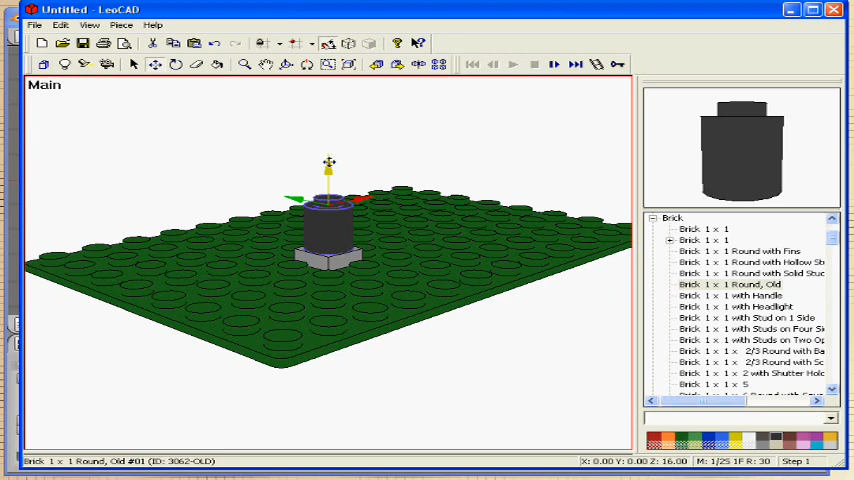 Untitled - LeoCAD
File Edit View Piece Help
Main
Brick
Brick 1 x 1
Brick 1 x 1
Brick 1 x 1 Round with Fins
Brick 1 x 1 Round with Hollow St
Brick 1 x 1 Round with Solid Stuc
Brick 1 x 1 Round, Old
Brick 1 x 1 with Handle
Brick 1 x 1 with Headlight
Brick 1 x 1 with Stud on 1 Side
Brick 1 x 1 with Studs on Four Si
Brick 1 x 1 with Studs on Two Op
Brick 1 x 1 x 2/3 Round with Ba
Brick 1 x 1 x 2/3 Round with Sc
Brick 1 x 1 x 2 with Shutter Hol
Brick 1 x 1 x 5
Brick 1 x 1 Round, Old #01 (ID: 3062-OLD)
X: 0.00 Y: 0.00 Z: 16.00
M: 1/25 1F R: 30
Step 1